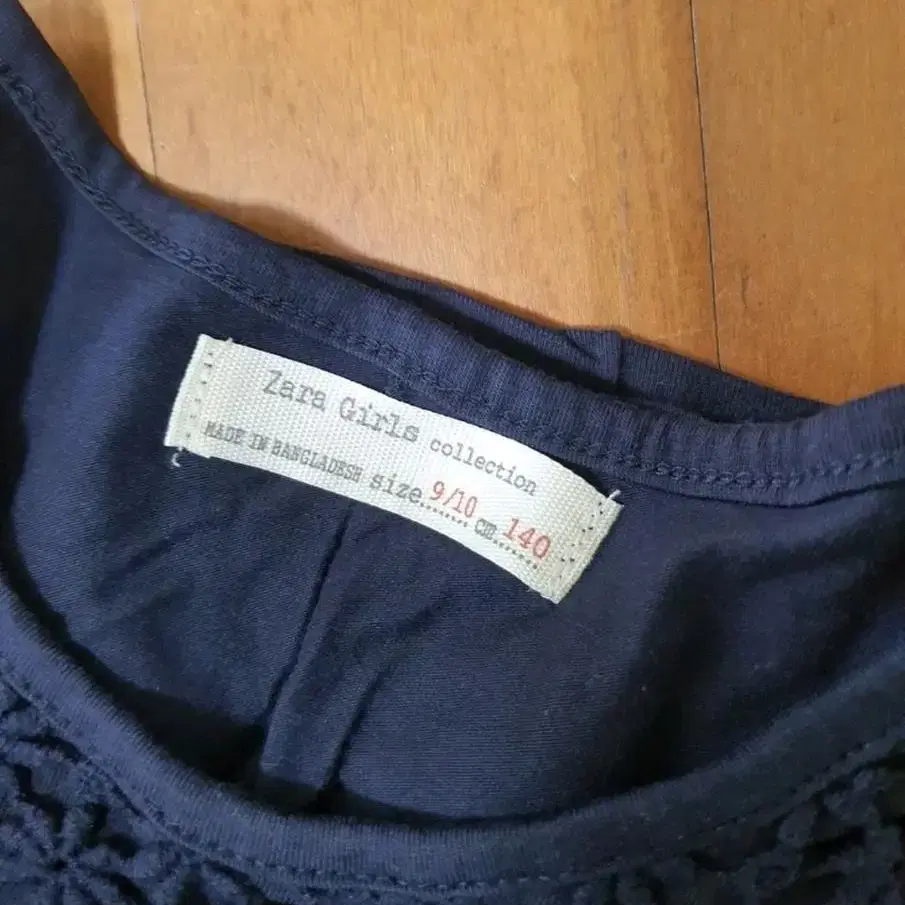 Zara Girls collection
MADE IN BANGLADESH size 9/10 CM 140